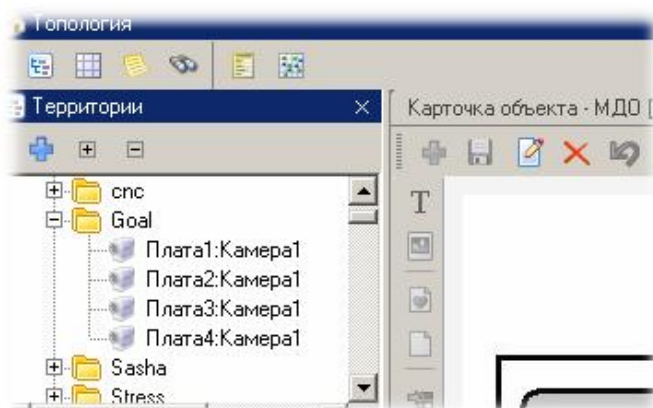 Топология
Территории
Карточка объекта - МДО [
T
cnc
Goal
Плата1:Камера1
Плата2:Камера1
Плата3:Камера1
Плата4:Камера1
Sasha
Stress